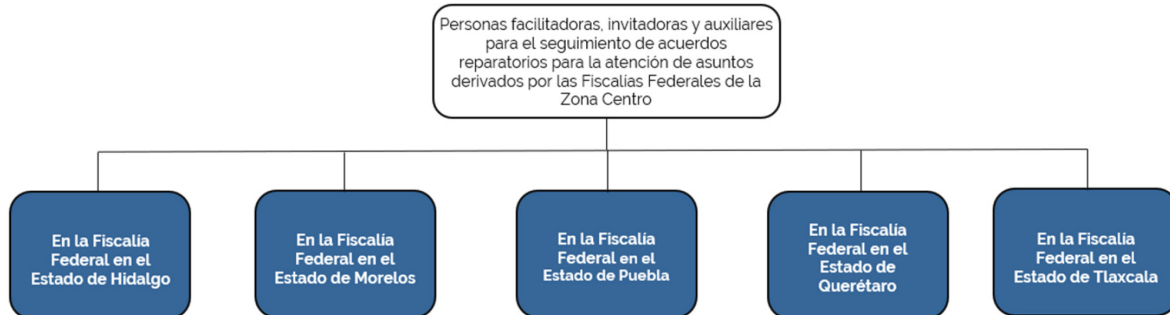 Personas facilitadoras, invitadoras y auxiliares
para el seguimiento de acuerdos
reparatorios para la atención de asuntos
derivados por las Fiscalías Federales de la
Zona Centro
En la Fiscalía
Federal en el
Estado de Hidalgo
En la Fiscalía
Federal en el
Estado de Morelos
En la Fiscalía
Federal en el
Estado de Puebla
En la Fiscalía
Federal en el
Estado de
Querétaro
En la Fiscalía
Federal en el
Estado de Tlaxcala